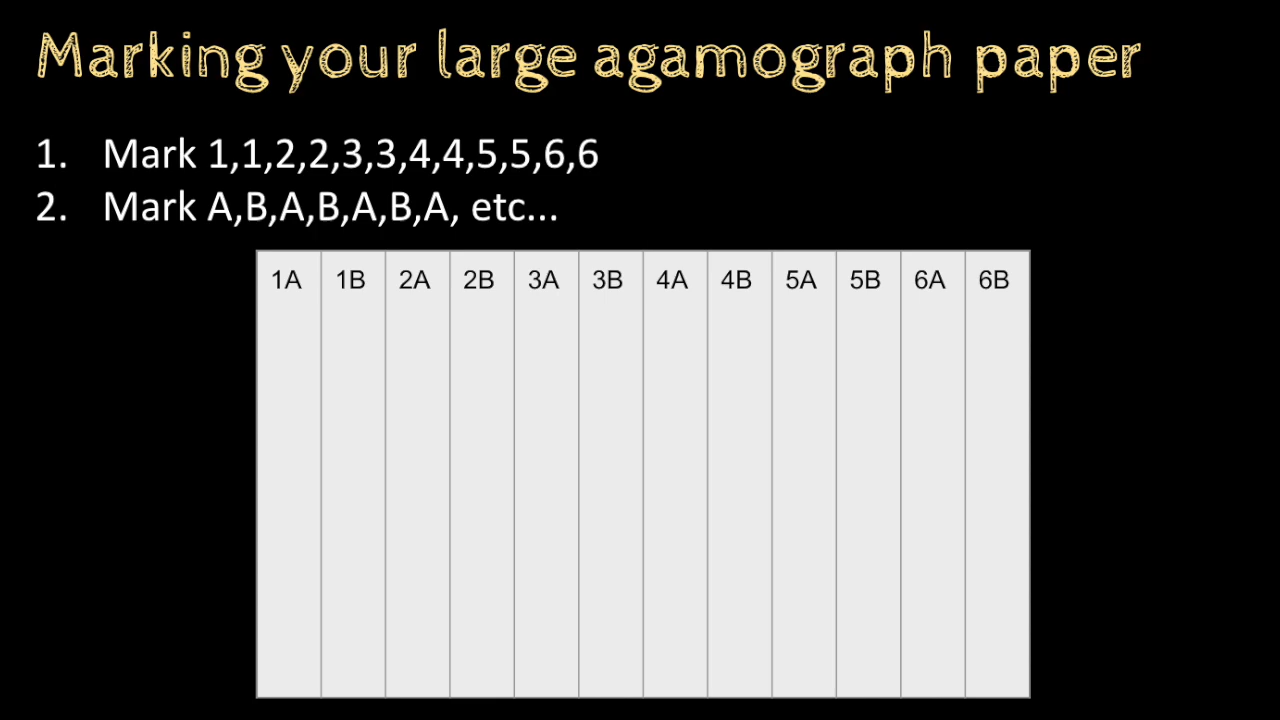 Marking your large agamograph paper
1. Mark 1,1,2,2,3,3,4,4,5,5,6,6
2. Mark A,B,A,B,A,B,A, etc...
1A 1B 2A 2B 3A 3B 4A 4B 5A 5B 6A 6B